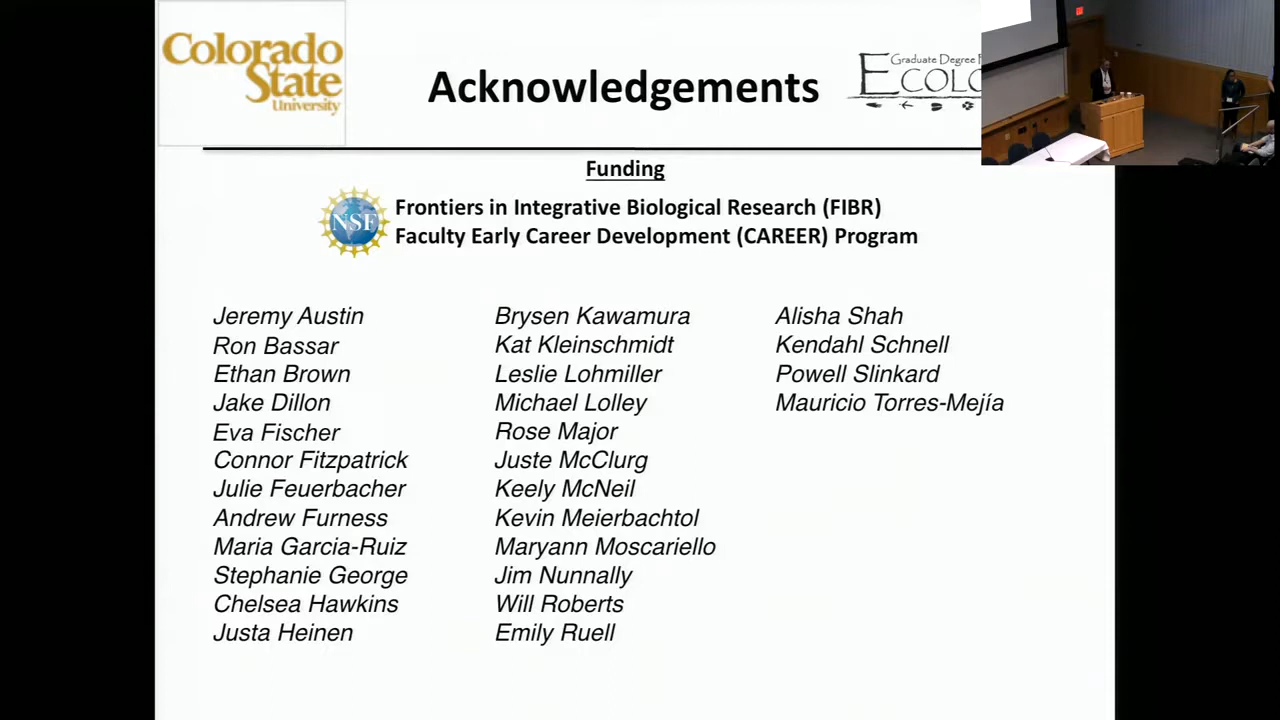 Colorado
State
University
Acknowledgements
Graduate Degree
ECOLO
Funding
NSF
Frontiers in Integrative Biological Research (FIBR)
Faculty Early Career Development (CAREER) Program
Jeremy Austin
Ron Bassar
Ethan Brown
Jake Dillon
Eva Fischer
Connor Fitzpatrick
Julie Feuerbacher
Andrew Furness
Maria Garcia-Ruiz
Stephanie George
Chelsea Hawkins
Justa Heinen
Brysen Kawamura
Kat Kleinschmidt
Leslie Lohmiller
Michael Lolley
Rose Major
Juste McClurg
Keely McNeil
Kevin Meierbachtol
Maryann Moscariello
Jim Nunnally
Will Roberts
Emily Ruell
Alisha Shah
Kendahl Schnell
Powell Slinkard
Mauricio Torres-Mejía